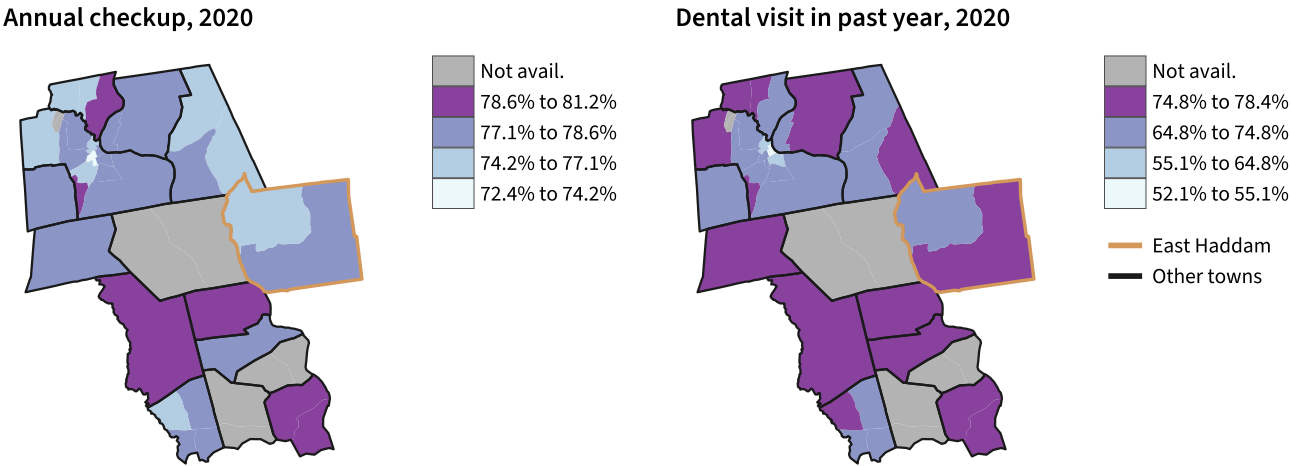 Annual checkup, 2020
Not avail.
78.6% to 81.2%
77.1% to 78.6%
74.2% to 77.1%
72.4% to 74.2%
Dental visit in past year, 2020
Not avail.
74.8% to 78.4%
64.8% to 74.8%
55.1% to 64.8%
52.1% to 55.1%
East Haddam
Other towns